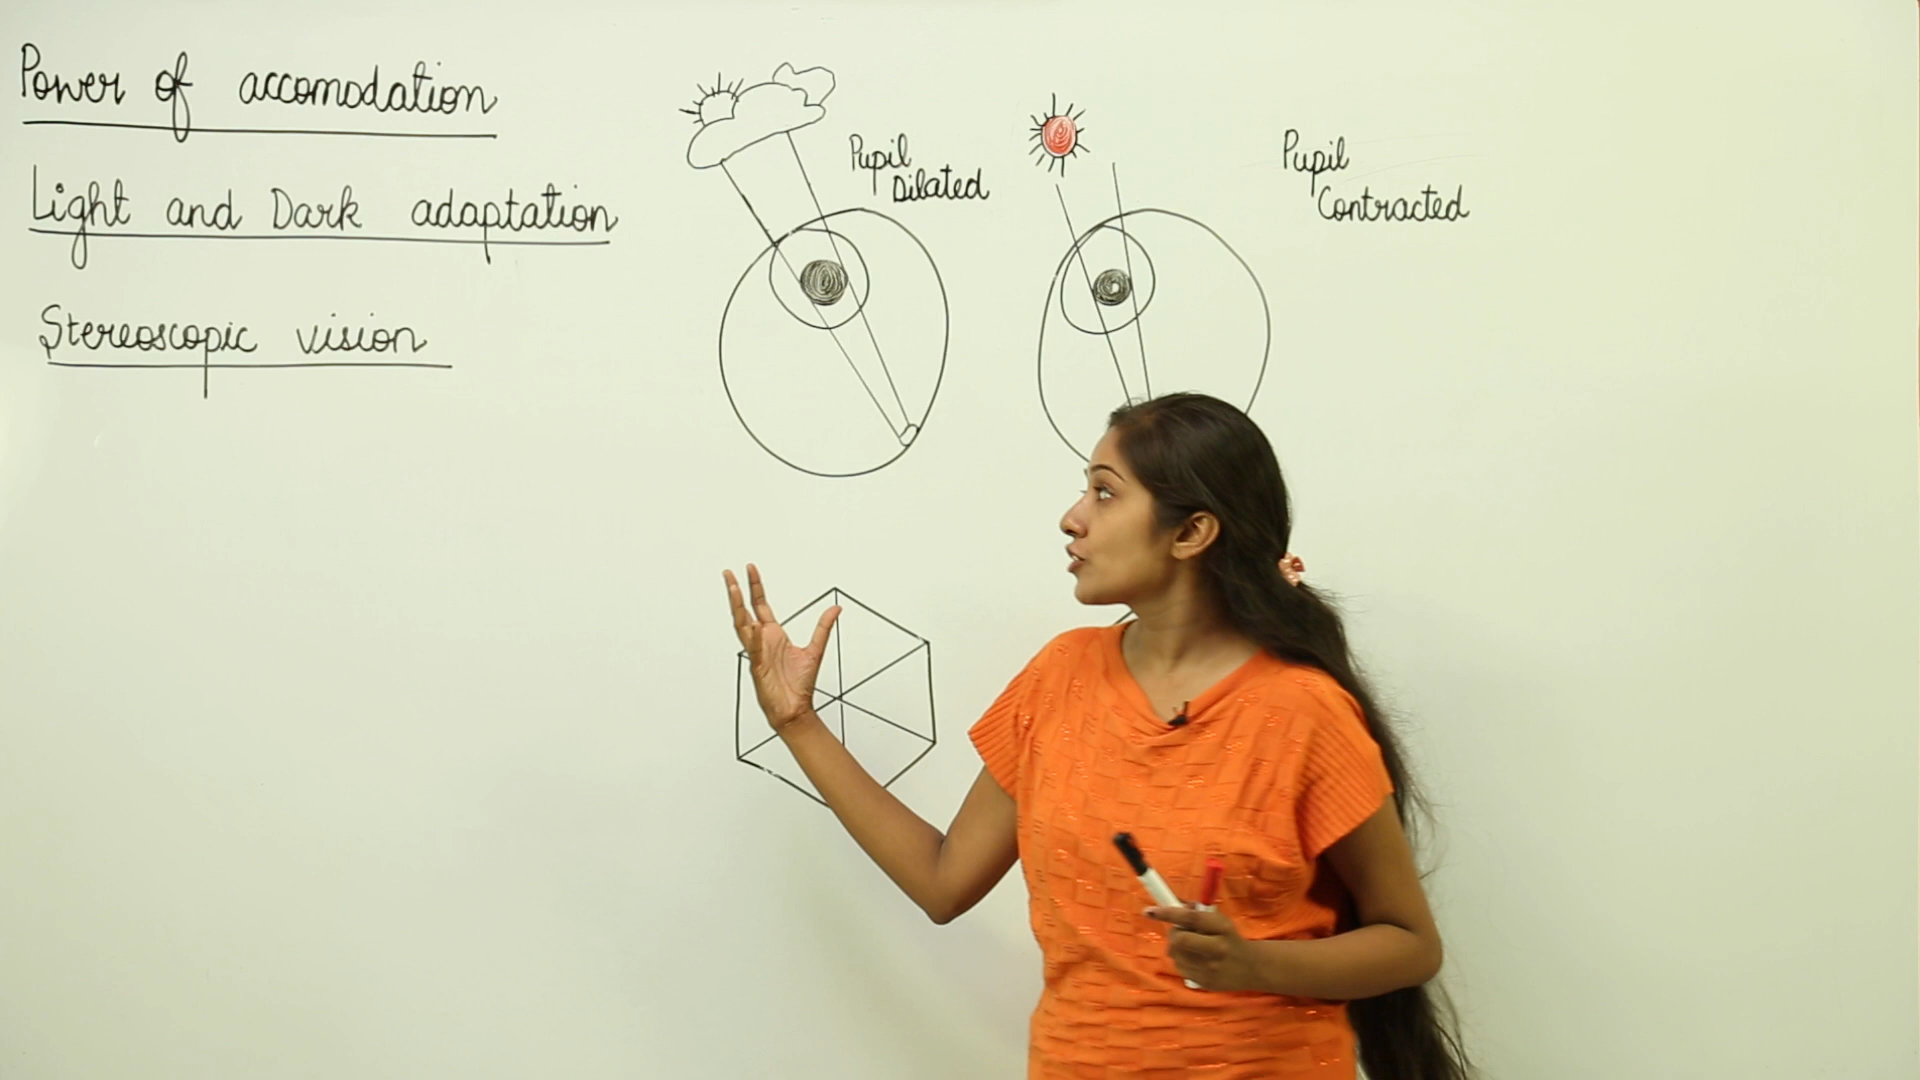 Power of accomodation
Light and Dark adaptation
Stereoscopic vision
Pupil
Dilated
Pupil
Contracted